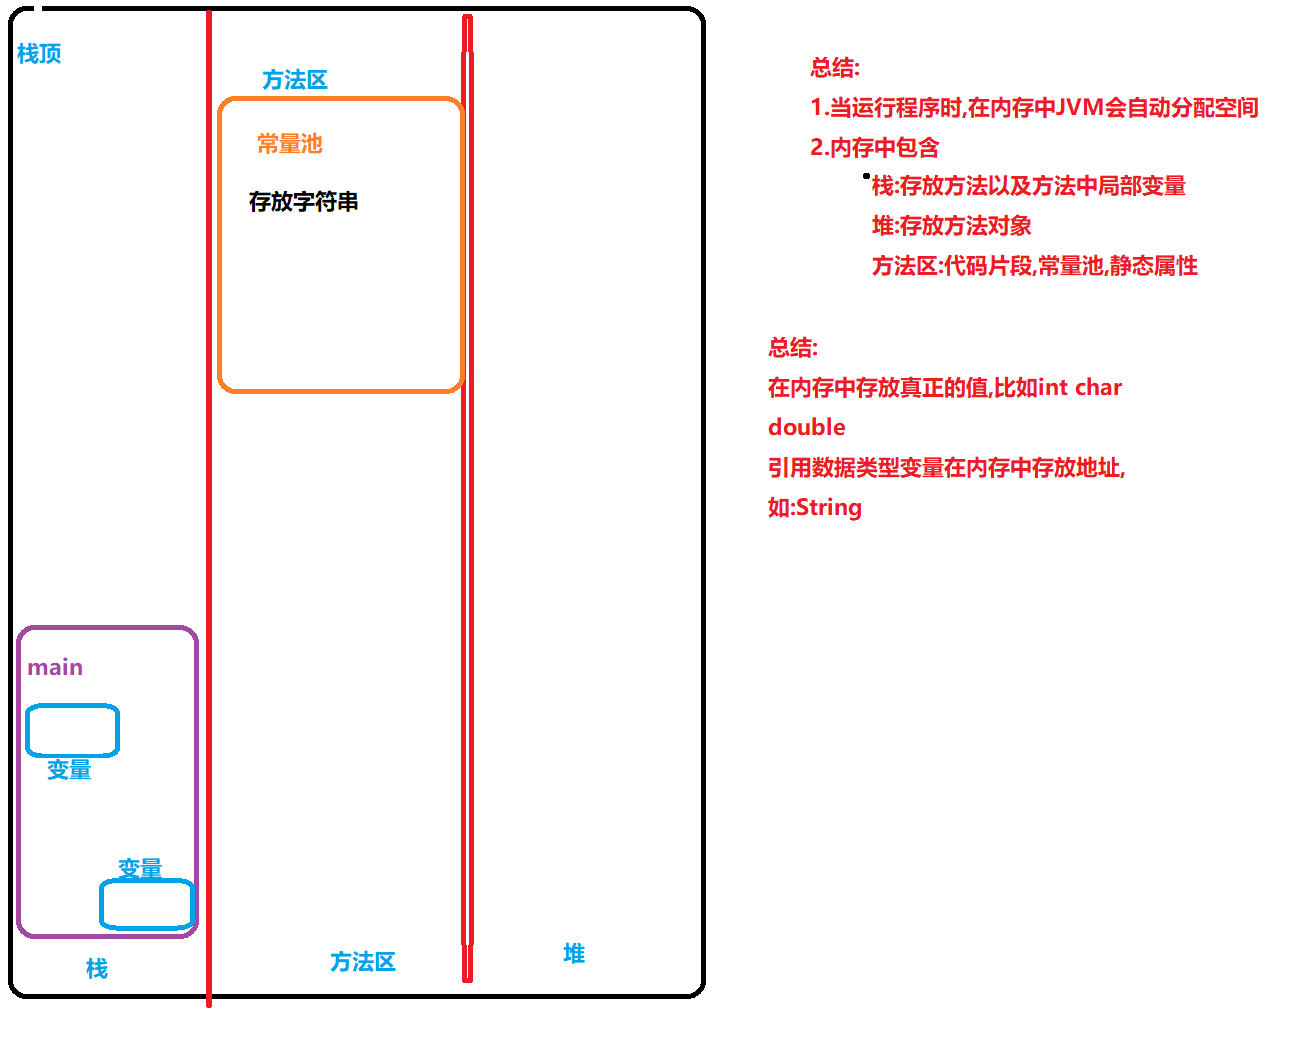 栈顶
方法区
常量池
存放字符串
main
变量
变量
栈
方法区
堆
总结:
1.当运行程序时,在内存中JVM会自动分配空间
2.内存中包含
栈:存放方法以及方法中局部变量
堆:存放方法对象
方法区:代码片段,常量池,静态属性
总结:
在内存中存放真正的值,比如int char
double
引用数据类型变量在内存中存放地址,
如:String